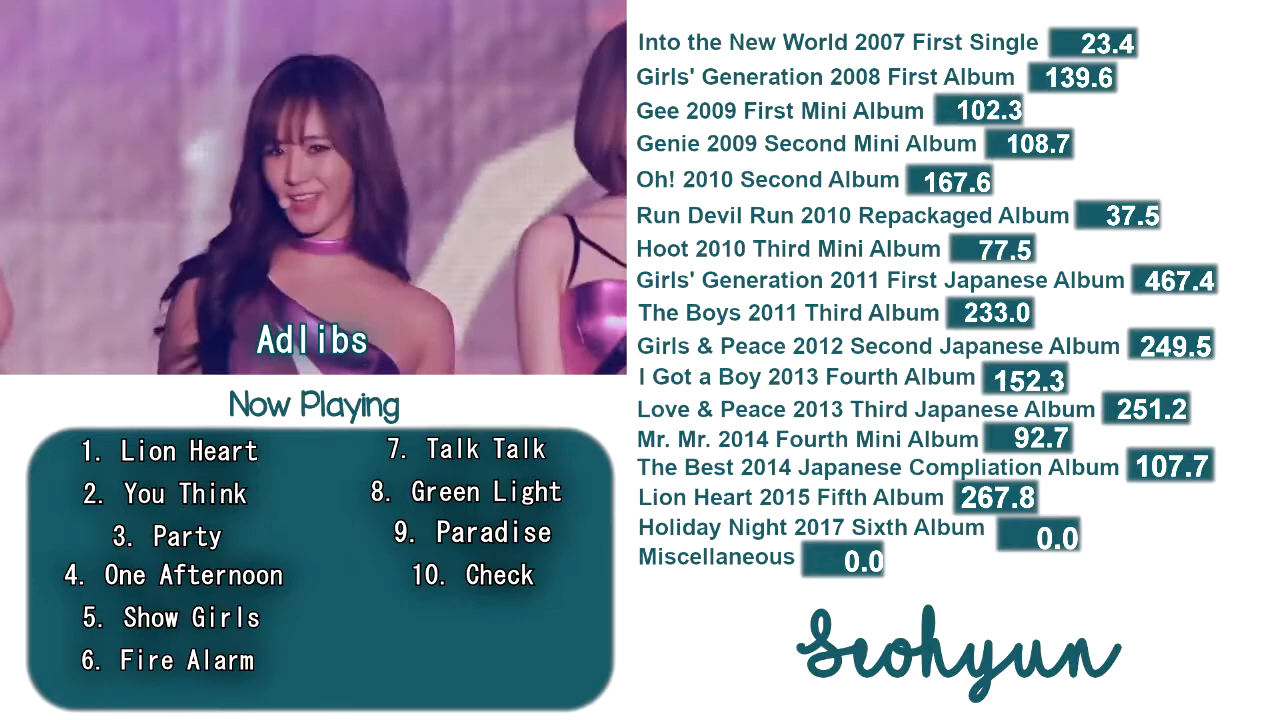 Adlibs
Now Playing
1. Lion Heart
2. You Think
3. Party
4. One Afternoon
5. Show Girls
6. Fire Alarm
7. Talk Talk
8. Green Light
9. Paradise
10. Check
Into the New World 2007 First Single 23.4
Girls' Generation 2008 First Album 139.6
Gee 2009 First Mini Album 102.3
Genie 2009 Second Mini Album 108.7
Oh! 2010 Second Album 167.6
Run Devil Run 2010 Repackaged Album 37.5
Hoot 2010 Third Mini Album 77.5
Girls' Generation 2011 First Japanese Album 467.4
The Boys 2011 Third Album 233.0
Girls & Peace 2012 Second Japanese Album 249.5
I Got a Boy 2013 Fourth Album 152.3
Love & Peace 2013 Third Japanese Album 251.2
Mr. Mr. 2014 Fourth Mini Album 92.7
The Best 2014 Japanese Compliation Album 107.7
Lion Heart 2015 Fifth Album 267.8
Holiday Night 2017 Sixth Album 0.0
Miscellaneous 0.0
Seohyun